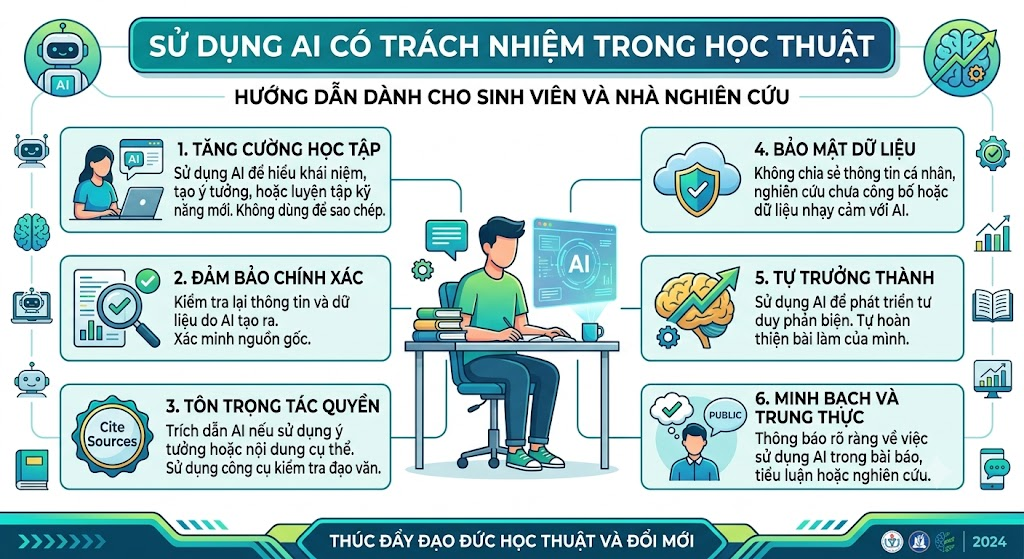 SỬ DỤNG AI CÓ TRÁCH NHIỆM TRONG HỌC THUẬT
HƯỚNG DẪN DÀNH CHO SINH VIÊN VÀ NHÀ NGHIÊN CỨU
AI
AI
1. TĂNG CƯỜNG HỌC TẬP
Sử dụng AI để hiểu khái niệm,
tạo ý tưởng, hoặc luyện tập kỹ
năng mới. Không dùng để sao chép.
2. ĐẢM BẢO CHÍNH XÁC
Kiểm tra lại thông tin và dữ
liệu do AI tạo ra.
Xác minh nguồn gốc.
Cite
Sources
3. TÔN TRỌNG TÁC QUYỀN
Trích dẫn AI nếu sử dụng ý
tưởng hoặc nội dung cụ thể.
Sử dụng công cụ kiểm tra đạo văn.
AI
4. BẢO MẬT DỮ LIỆU
Không chia sẻ thông tin cá nhân,
nghiên cứu chưa công bố hoặc
dữ liệu nhạy cảm với AI.
5. TỰ TRƯỞNG THÀNH
Sử dụng AI để phát triển tư
duy phản biện. Tự hoàn
thiện bài làm của mình.
PUBLIC
6. MINH BẠCH VÀ
TRUNG THỰC
Thông báo rõ ràng về việc
sử dụng AI trong bài báo,
tiểu luận hoặc nghiên cứu.
THÚC ĐẨY ĐẠO ĐỨC HỌC THUẬT VÀ ĐỔI MỚI
2024